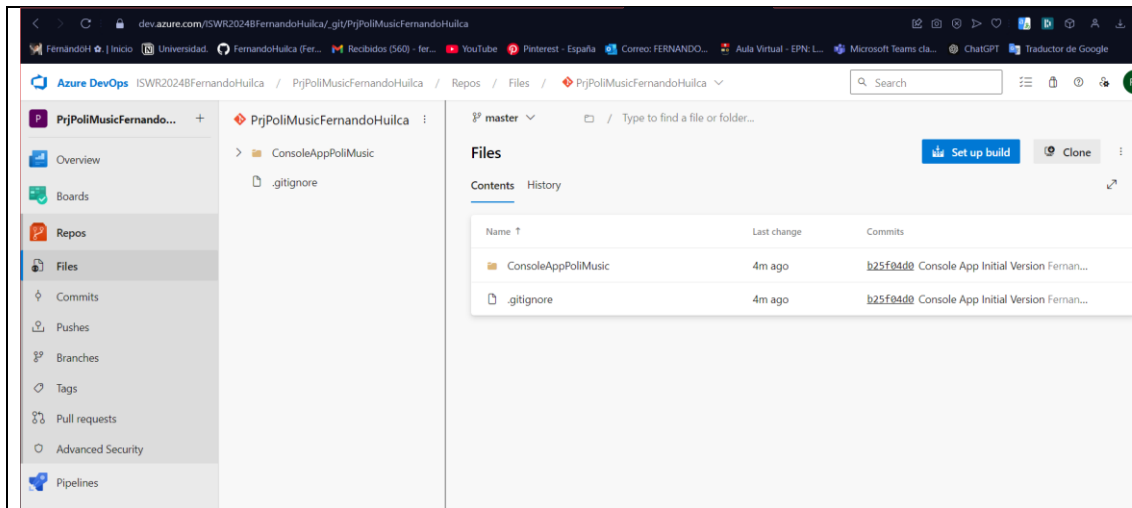 dev.azure.com/ISWR2024BFernandoHuilca/_git/PrjPoliMusicFernandoHuilca
FërnándöH ✿. | Inicio Universidad. FernandoHuilca (Fer... Recibidos (560) - fer... YouTube Pinterest - España Correo: FERNANDO... Aula Virtual - EPN: L... Microsoft Teams cla... ChatGPT Traductor de Google
Azure DevOps ISWR2024BFernandoHuilca / PrjPoliMusicFernandoHuilca / Repos / Files / PrjPoliMusicFernandoHuilca
Search
P PrjPoliMusicFernando... +
Overview
Boards
Repos
Files
Commits
Pushes
Branches
Tags
Pull requests
Advanced Security
Pipelines
PrjPoliMusicFernandoHuilca
ConsoleAppPoliMusic
.gitignore
master / Type to find a file or folder...
Files
Set up build Clone
Contents History
Name ↑ Last change Commits
ConsoleAppPoliMusic 4m ago b25f04d0 Console App Initial Version Fernan...
.gitignore 4m ago b25f04d0 Console App Initial Version Fernan...